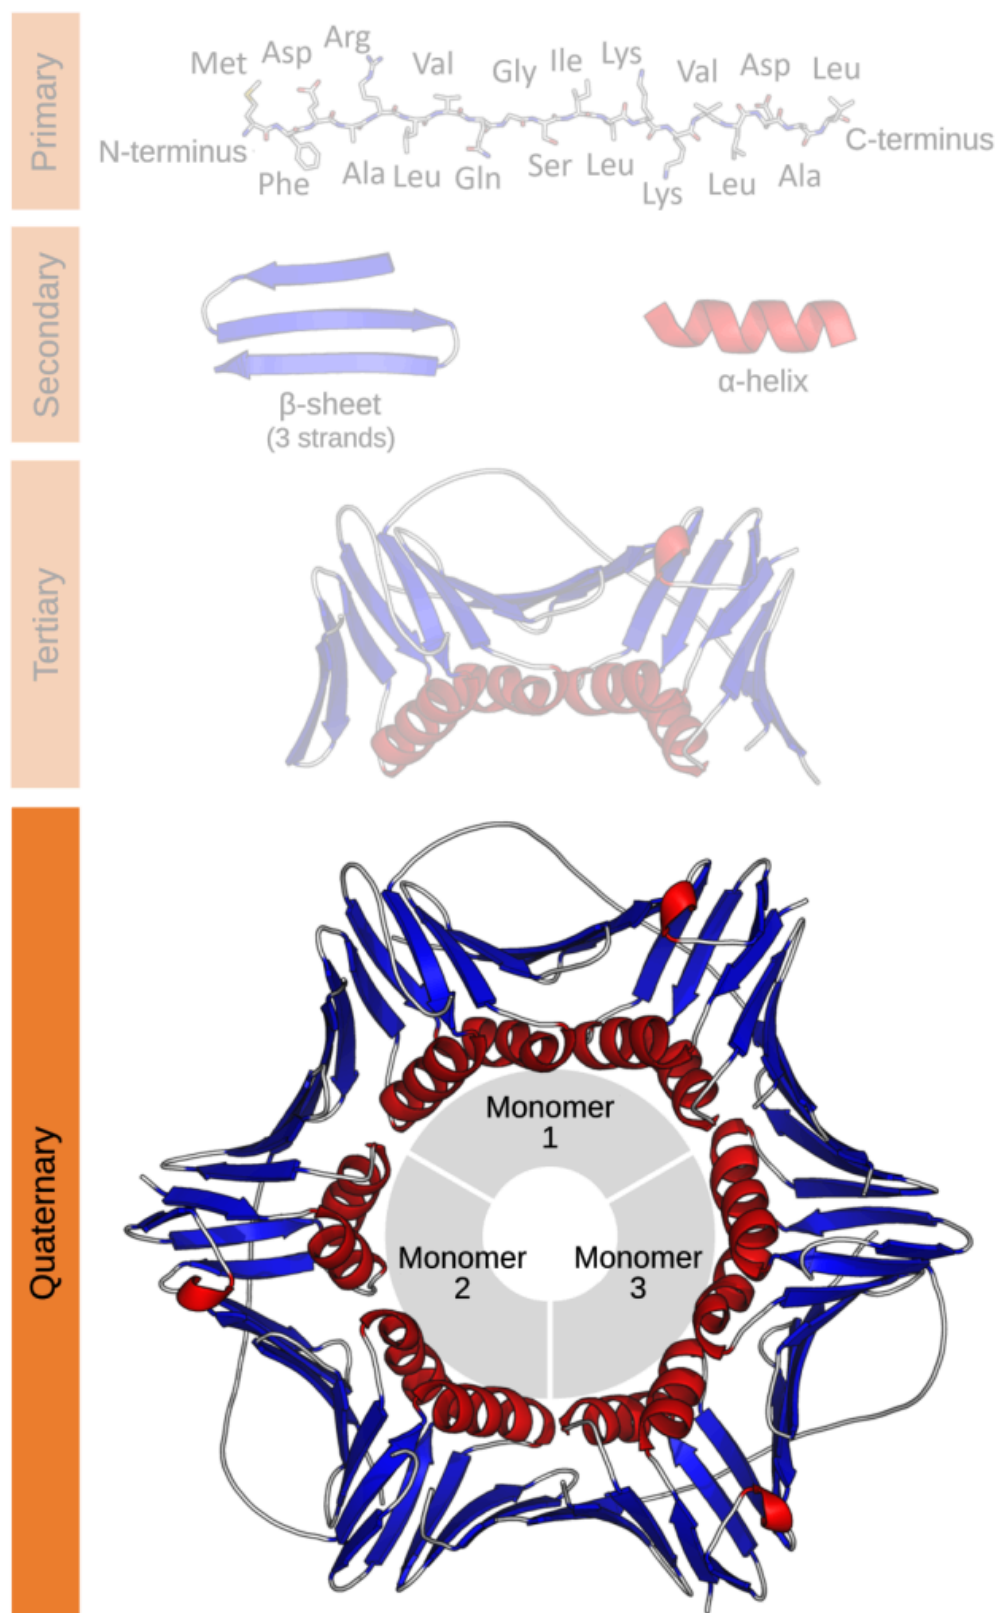 Primary
Met Asp Arg Val Gly Ile Lys Val Asp Leu
N-terminus C-terminus
Phe Ala Leu Gln Ser Leu Lys Leu Ala
Secondary
β-sheet
(3 strands)
α-helix
Tertiary
Quaternary
Monomer
1
Monomer
2
Monomer
3